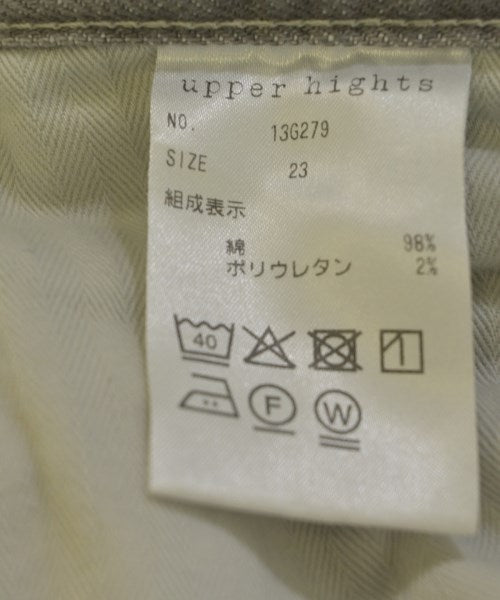 upper hights
NO. 13G279
SIZE 23
組成表示
綿 98%
ポリウレタン 2%
40
F
W